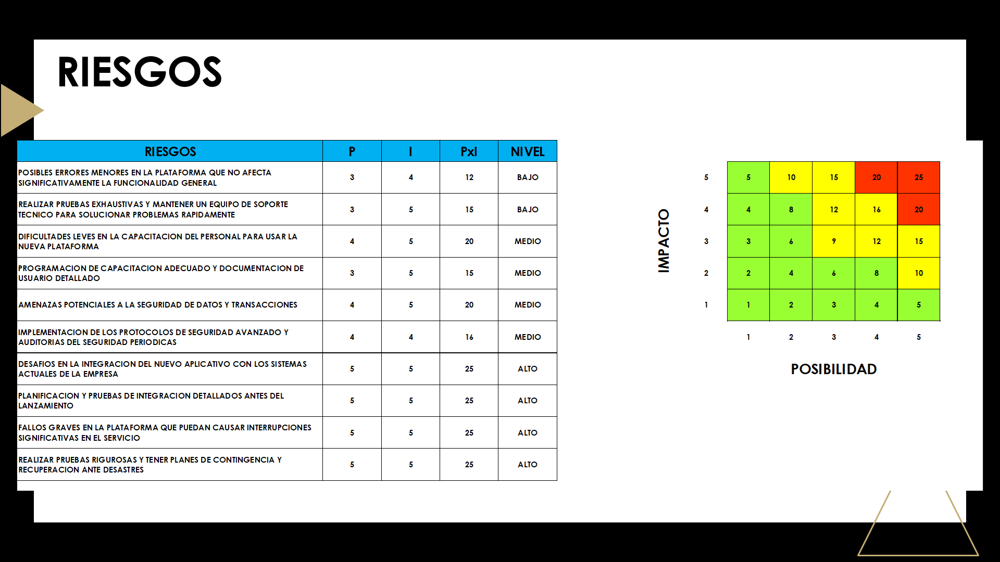 RIESGOS
RIESGOS P I PxI NIVEL
POSIBLES ERRORES MENORES EN LA PLATAFORMA QUE NO AFECTA
SIGNIFICATIVAMENTE LA FUNCIONALIDAD GENERAL
3 4 12 BAJO
REALIZAR PRUEBAS EXHAUSTIVAS Y MANTENER UN EQUIPO DE SOPORTE
TECNICO PARA SOLUCIONAR PROBLEMAS RAPIDAMENTE
3 5 15 BAJO
DIFICULTADES LEVES EN LA CAPACITACION DEL PERSONAL PARA USAR LA
NUEVA PLATAFORMA
4 5 20 MEDIO
PROGRAMACION DE CAPACITACION ADECUADO Y DOCUMENTACION DE
USUARIO DETALLADO
3 5 15 MEDIO
AMENAZAS POTENCIALES A LA SEGURIDAD DE DATOS Y TRANSACCIONES
4 5 20 MEDIO
IMPLEMENTACION DE LOS PROTOCOLOS DE SEGURIDAD AVANZADO Y
AUDITORIAS DEL SEGURIDAD PERIODICAS
4 4 16 MEDIO
DESAFIOS EN LA INTEGRACION DEL NUEVO APLICATIVO CON LOS SISTEMAS
ACTUALES DE LA EMPRESA
5 5 25 ALTO
PLANIFICACION Y PRUEBAS DE INTEGRACION DETALLADOS ANTES DEL
LANZAMIENTO
5 5 25 ALTO
FALLOS GRAVES EN LA PLATAFORMA QUE PUEDAN CAUSAR INTERRUPCIONES
SIGNIFICATIVAS EN EL SERVICIO
5 5 25 ALTO
REALIZAR PRUEBAS RIGUROSAS Y TENER PLANES DE CONTINGENCIA Y
RECUPERACION ANTE DESASTRES
5 5 25 ALTO
IMPACTO
5 5 10 15 20 25
4 4 8 12 16 20
3 3 6 9 12 15
2 2 4 6 8 10
1 1 2 3 4 5
1 2 3 4 5
POSIBILIDAD